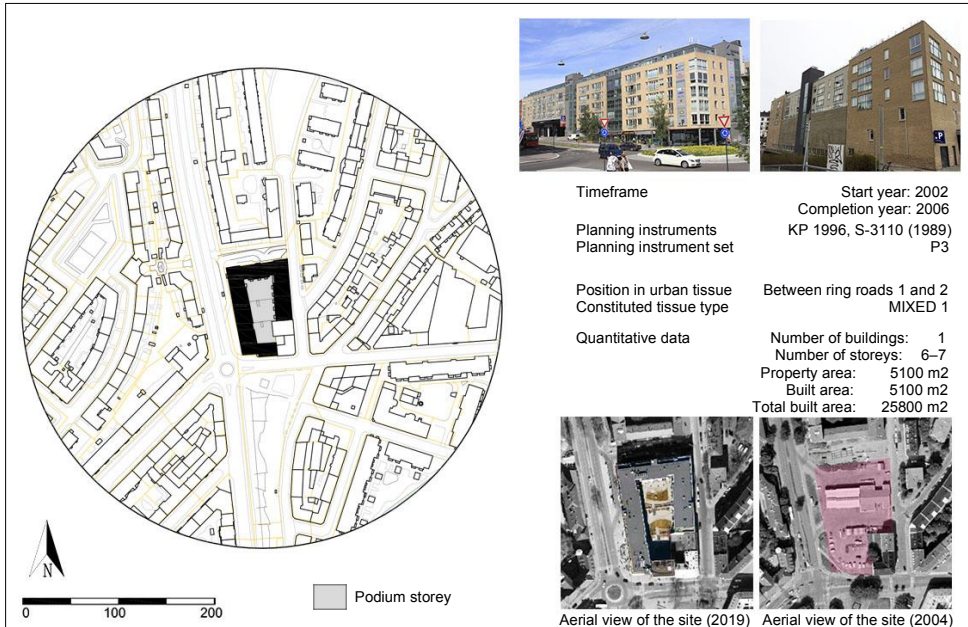 Timeframe Start year: 2002
Completion year: 2006
Planning instruments KP 1996, S-3110 (1989)
Planning instrument set P3
Position in urban tissue Between ring roads 1 and 2
Constituted tissue type MIXED 1
Quantitative data Number of buildings: 1
Number of storeys: 6–7
Property area: 5100 m2
Built area: 5100 m2
Total built area: 25800 m2
N
0 100 200
Podium storey
Aerial view of the site (2019) Aerial view of the site (2004)
P